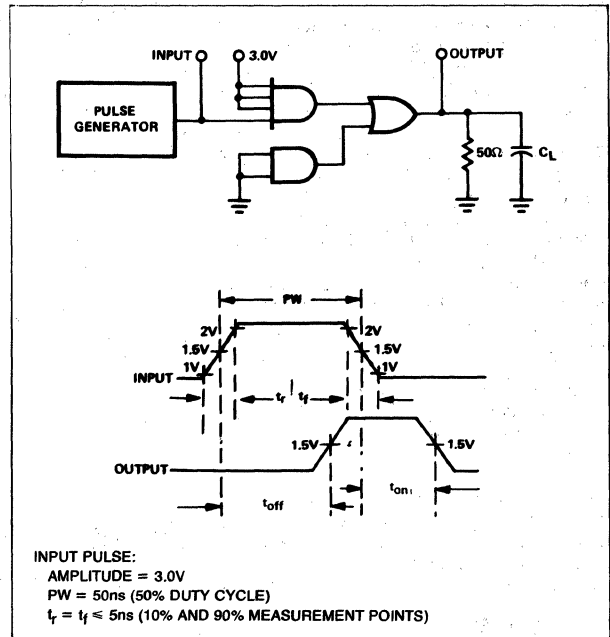 INPUT
3.0V
OUTPUT
PULSE
GENERATOR
50Ω
CL
PW
2V
2V
1.5V
1.5V
1V
1V
INPUT
tr
tf
1.5V
1.5V
OUTPUT
toff
ton
INPUT PULSE:
AMPLITUDE = 3.0V
PW = 50ns (50% DUTY CYCLE)
tr = tf ≤ 5ns (10% AND 90% MEASUREMENT POINTS)